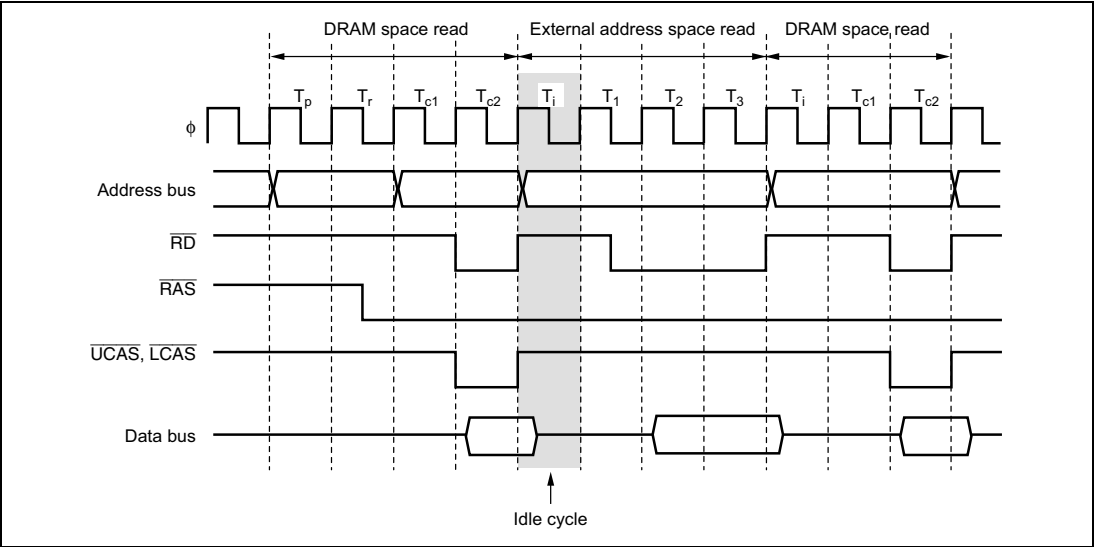 DRAM space read External address space read DRAM space read
Tp Tr Tc1 Tc2 Ti T1 T2 T3 Ti Tc1 Tc2
ϕ
Address bus
RD
RAS
UCAS, LCAS
Data bus
Idle cycle